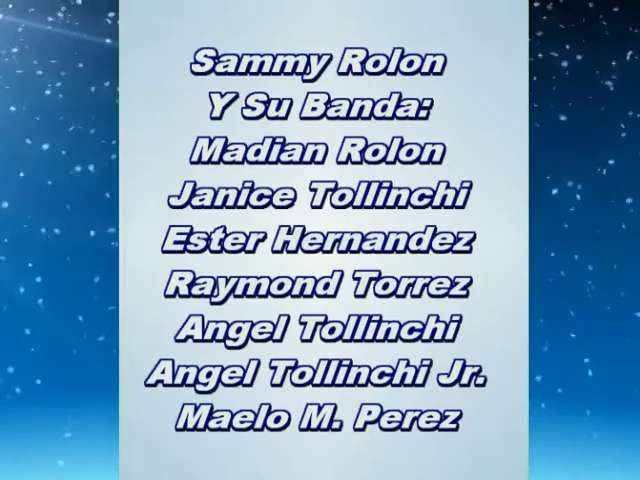 Sammy Rolon
Y Su Banda:
Madian Rolon
Janice Tollinchi
Ester Hernandez
Raymond Torrez
Angel Tollinchi
Angel Tollinchi Jr.
Maelo M. Perez